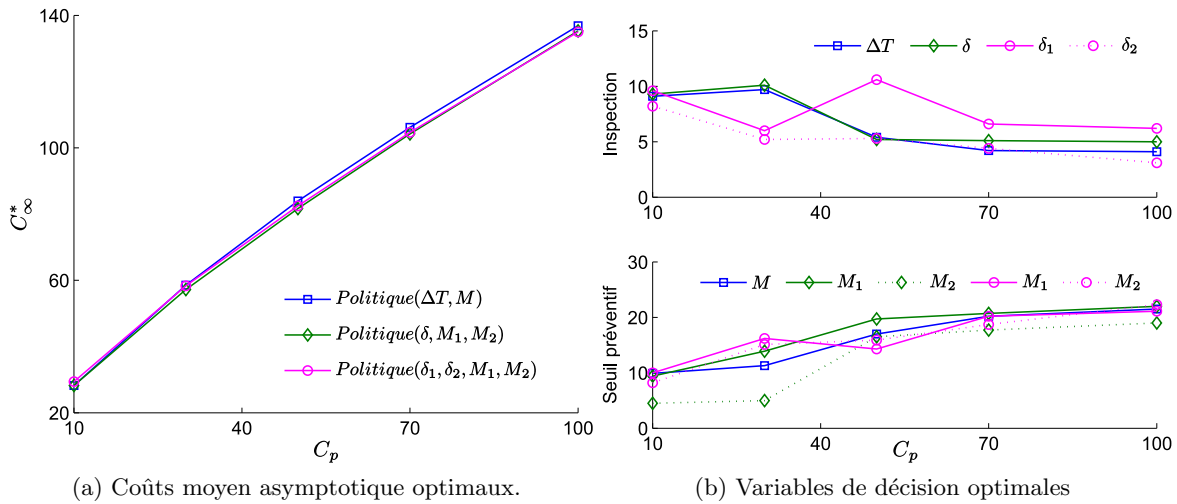 140
100
60
20
10
40
70
100
C*∞
Cp
Politique(ΔT, M)
Politique(δ, M1, M2)
Politique(δ1, δ2, M1, M2)
(a) Coûts moyen asymptotique optimaux.
15
10
5
0
10
40
70
100
Inspection
ΔT δ δ1 δ2
30
20
10
0
10
40
70
100
Seuil préventif
Cp
M M1 M2 M1 M2
(b) Variables de décision optimales